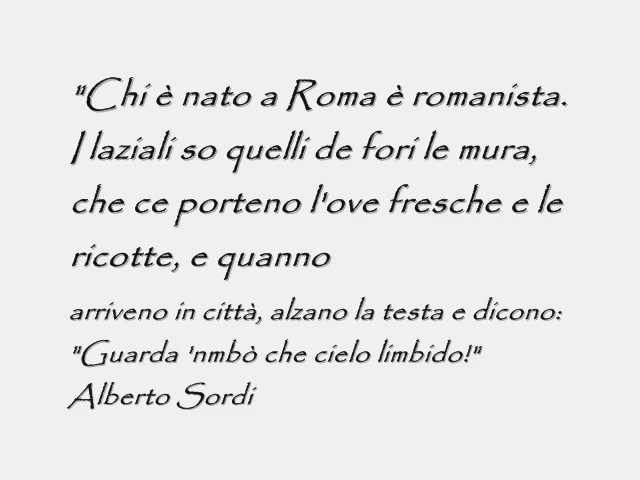 "Chi è nato a Roma è romanista.
I laziali so quelli de fori le mura,
che ce porteno l'ove fresche e le
ricotte, e quanno
arriveno in città, alzano la testa e dicono:
"Guarda 'nmbò che cielo limbido!"
Alberto Sordi